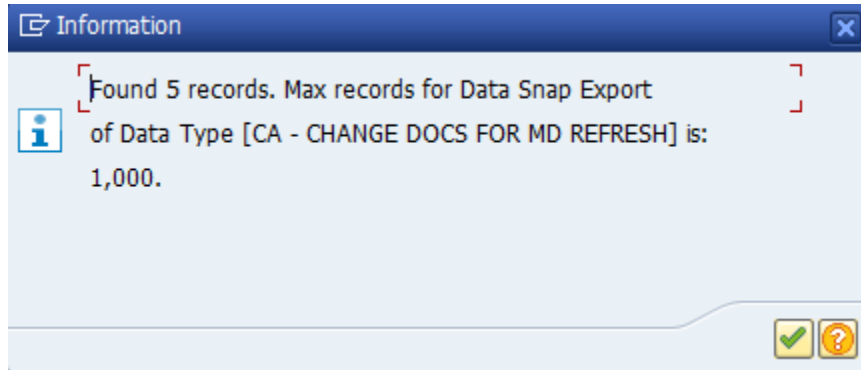 Information
Found 5 records. Max records for Data Snap Export
of Data Type [CA - CHANGE DOCS FOR MD REFRESH] is:
1,000.